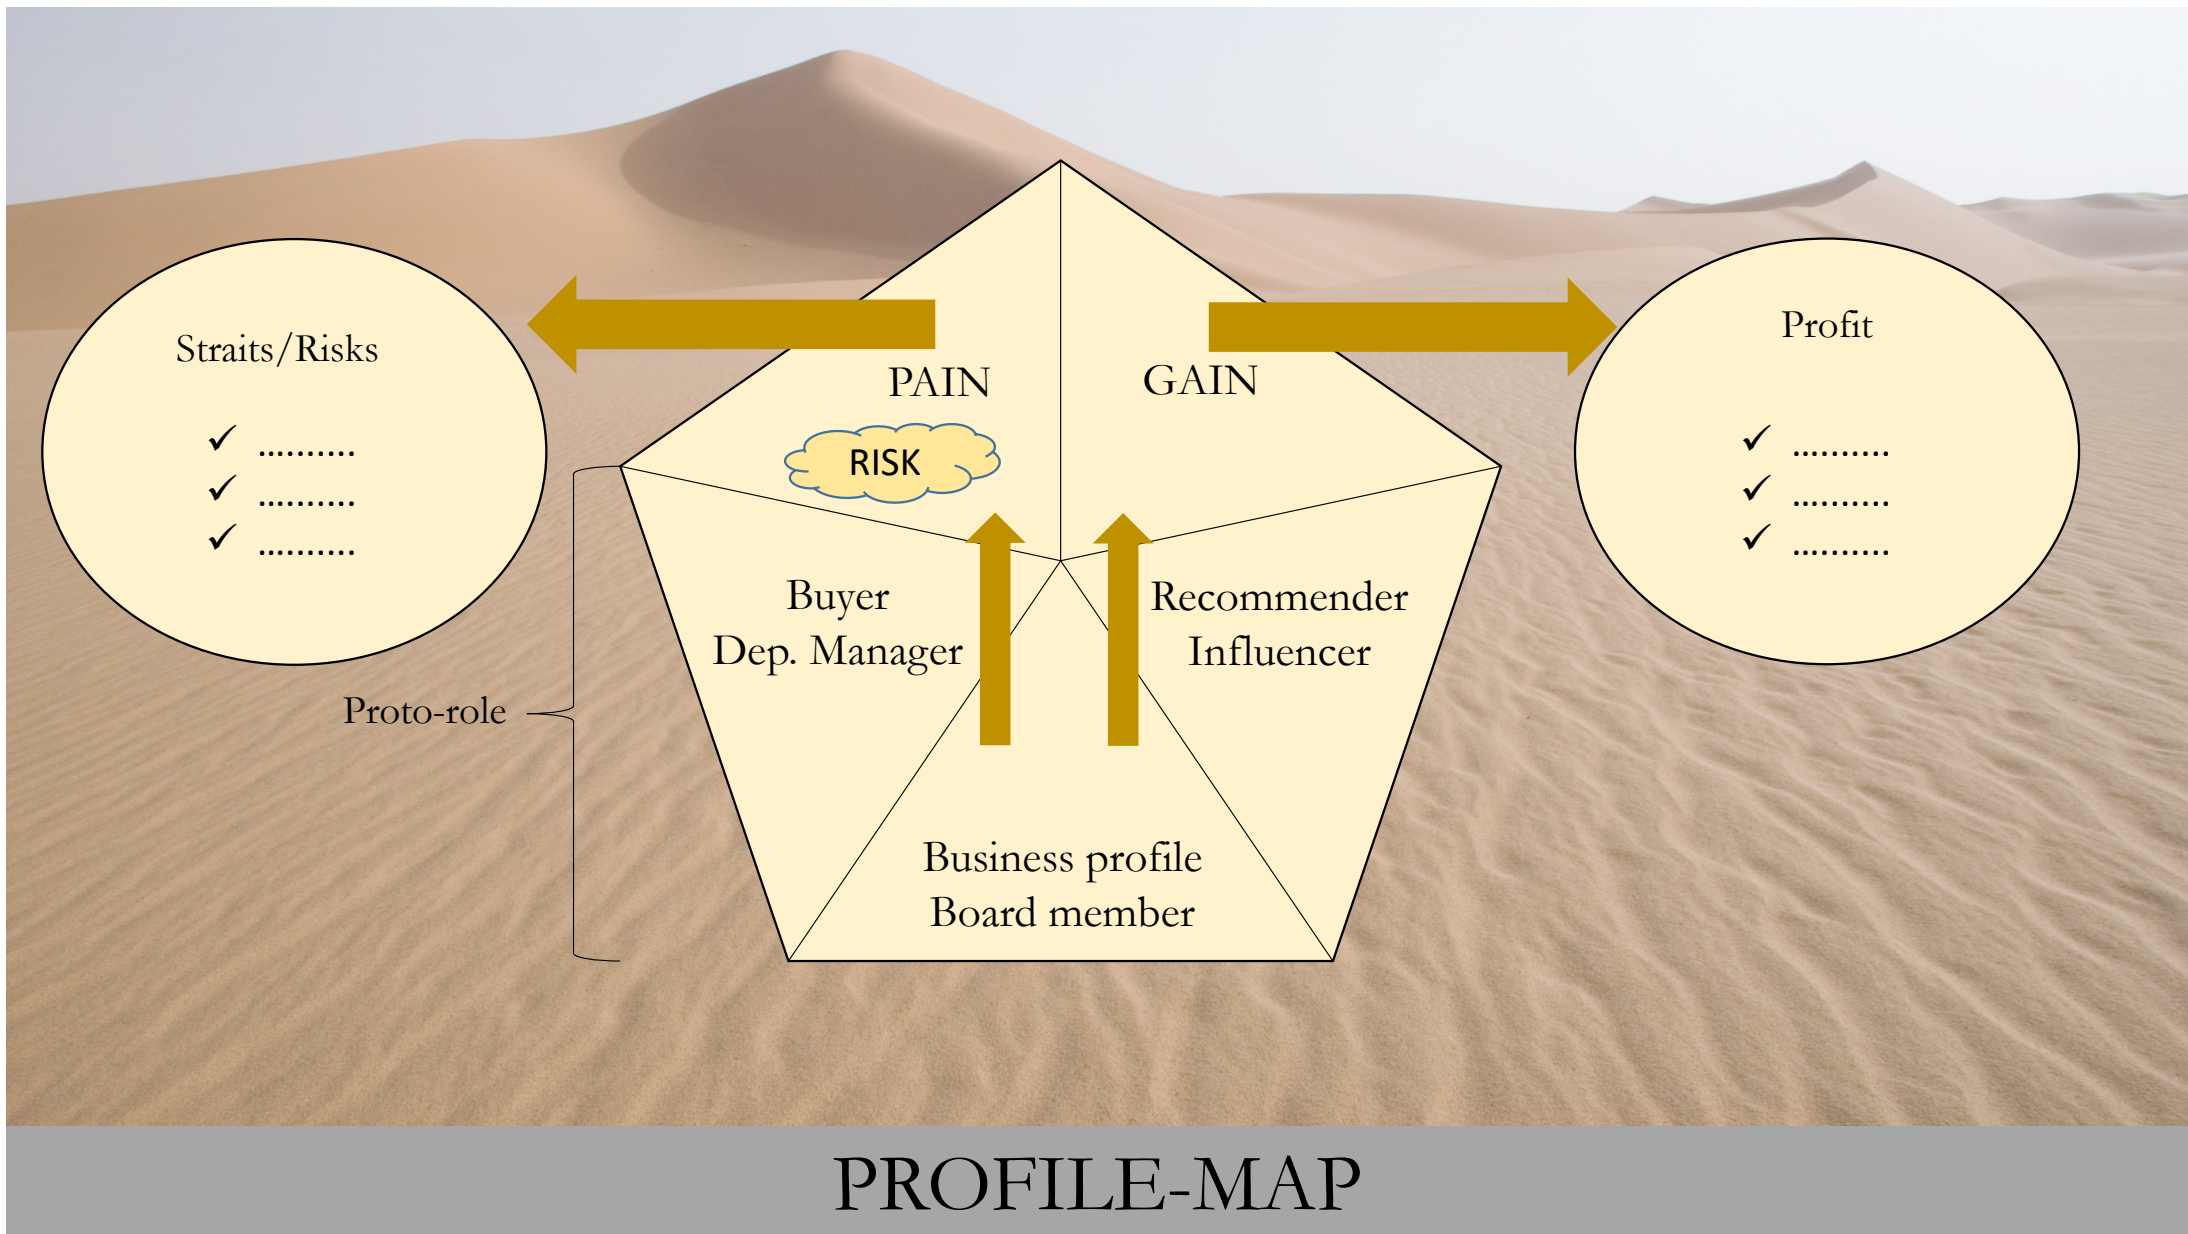 Straits/Risks
✓ ..........
✓ ..........
✓ ..........
PAIN
RISK
GAIN
Profit
✓ ..........
✓ ..........
✓ ..........
Buyer
Dep. Manager
Recommender
Influencer
Proto-role
Business profile
Board member
PROFILE-MAP